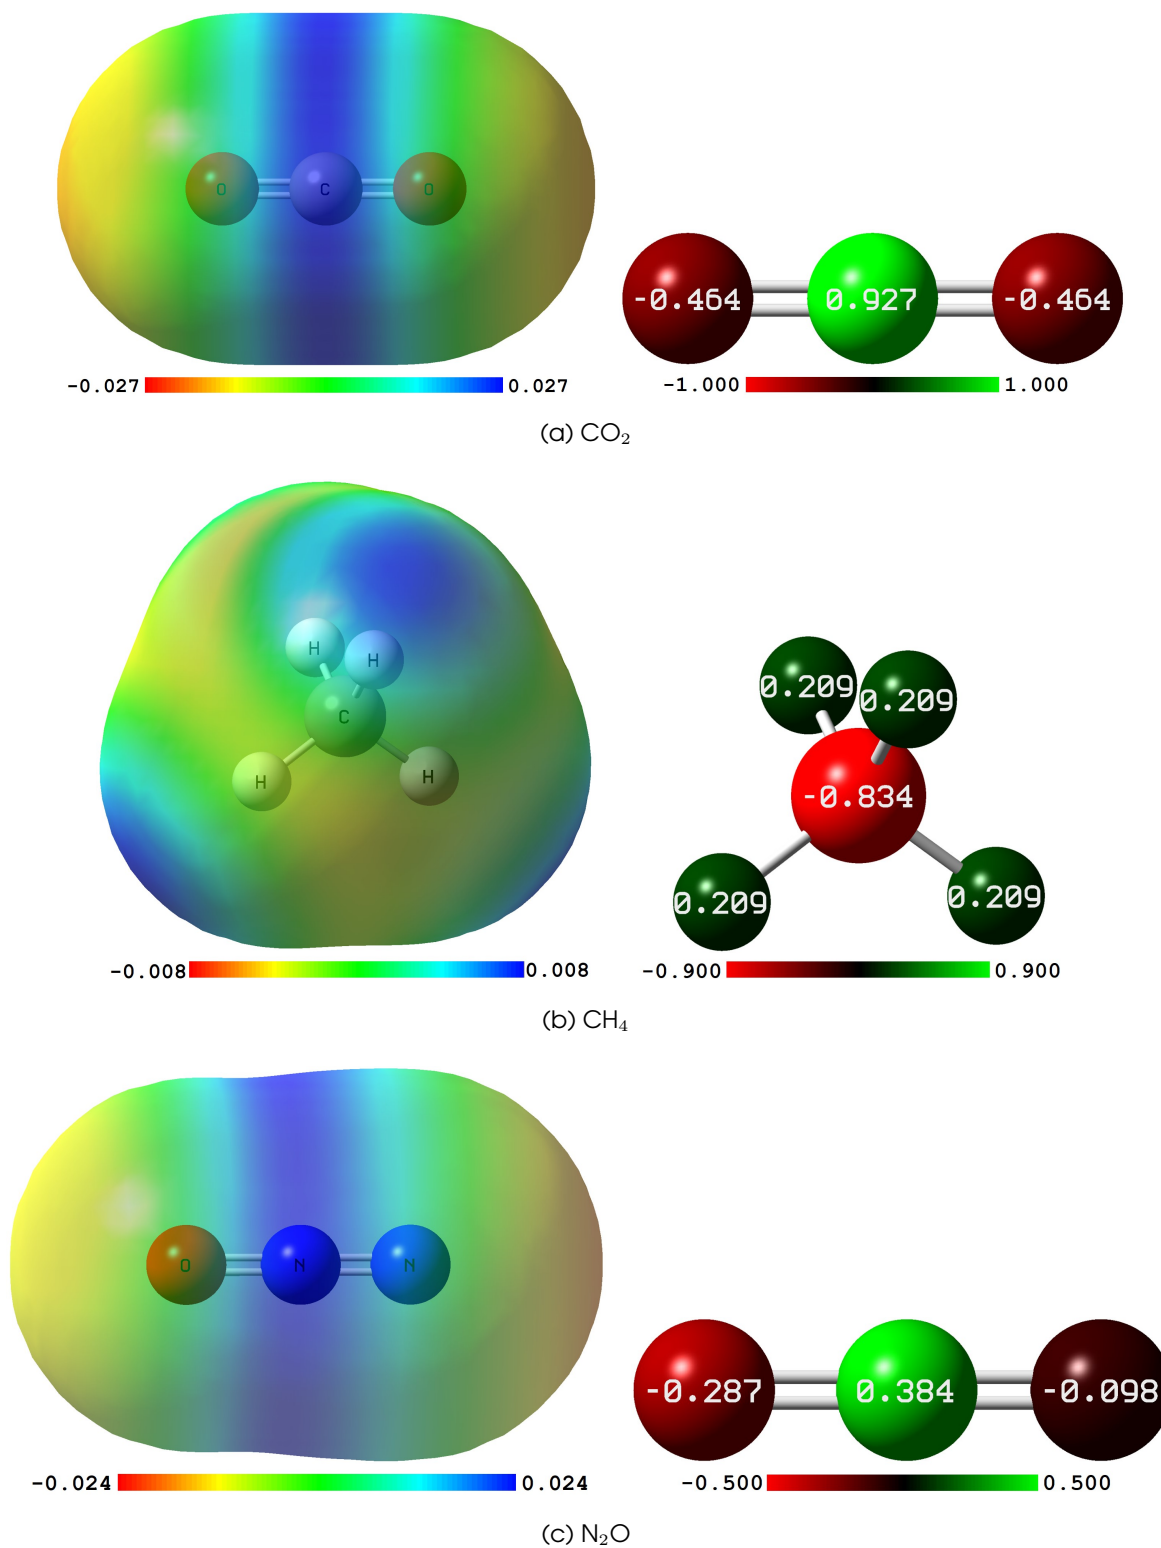 O C O
-0.464 0.927 -0.464
-0.027 0.027 -1.000 1.000
(a) CO₂
H H
C
H H
0.209 0.209
-0.834
0.209 0.209
-0.008 0.008 -0.900 0.900
(b) CH₄
O N N
-0.287 0.384 -0.098
-0.024 0.024 -0.500 0.500
(c) N₂O